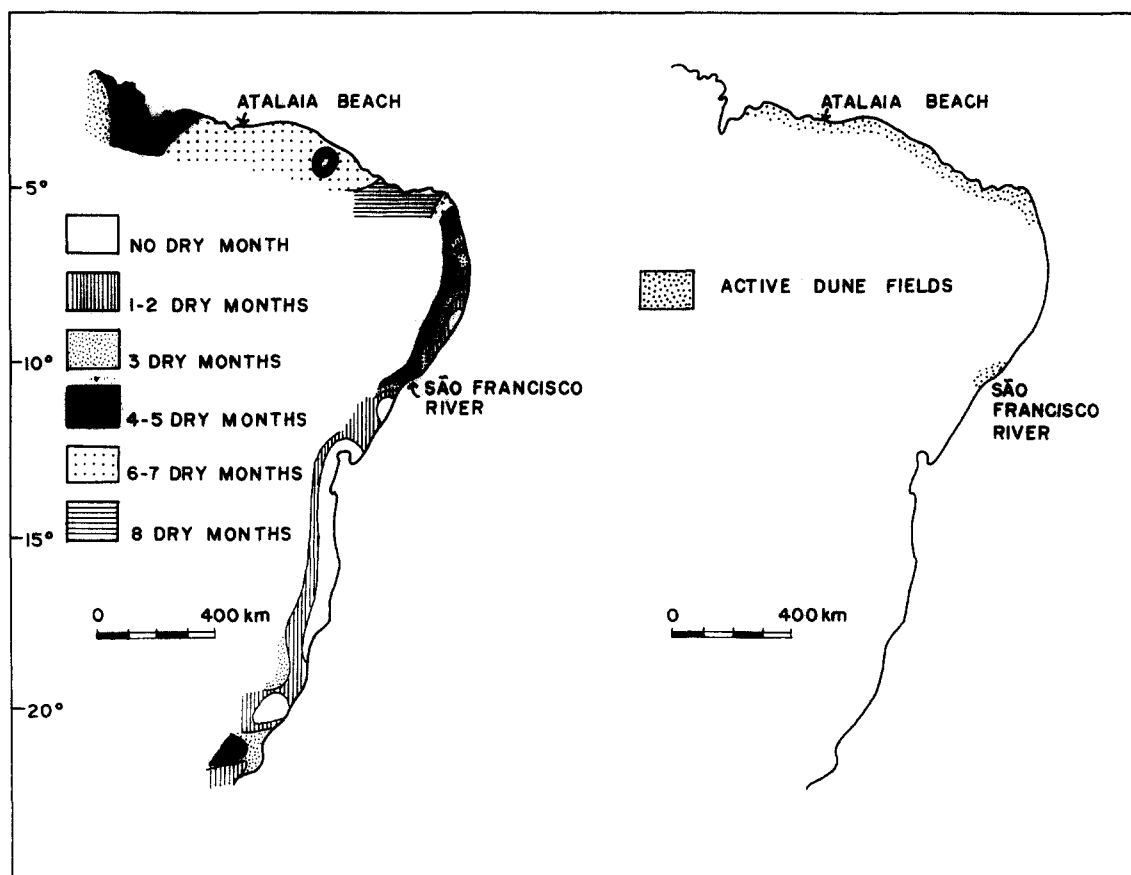 ATALAIA BEACH
5°
NO DRY MONTH
1-2 DRY MONTHS
3 DRY MONTHS
10°
4-5 DRY MONTHS
SÃO FRANCISCO
RIVER
6-7 DRY MONTHS
8 DRY MONTHS
15°
0 400 km
20°
ATALAIA BEACH
ACTIVE DUNE FIELDS
SÃO
FRANCISCO
RIVER
0 400 km